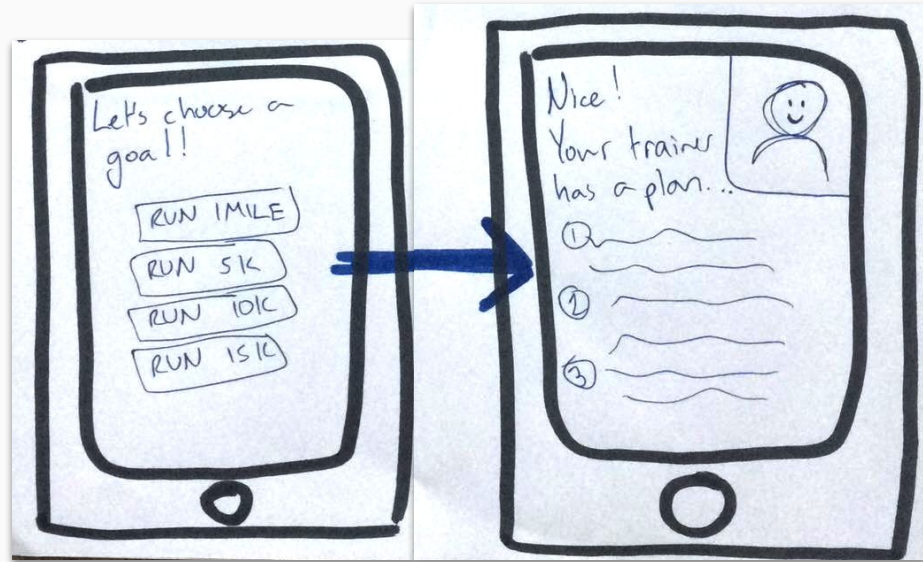 Let's choose a
goal!
RUN 1MILE
RUN 5K
RUN 10K
RUN 15K
Nice!
Your trainer
has a plan...
1
2
3